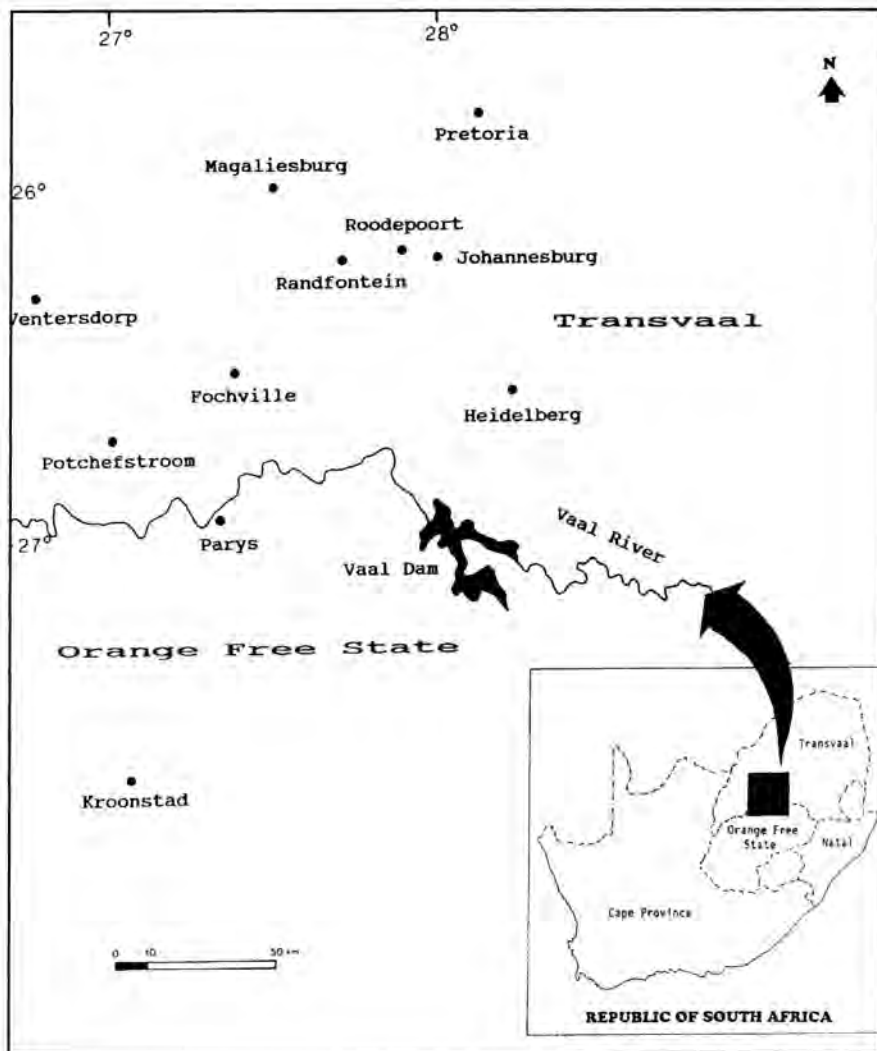 27°
28°
N
Pretoria
Magaliesburg
26°
Roodepoort
Johannesburg
Randfontein
Ventersdorp
Transvaal
Fochville
Heidelberg
Potchefstroom
Vaal River
27°
Parys
Vaal Dam
Orange Free State
Transvaal
Kroonstad
Orange Free
State
Natal
Cape Province
0 10 50 km
REPUBLIC OF SOUTH AFRICA